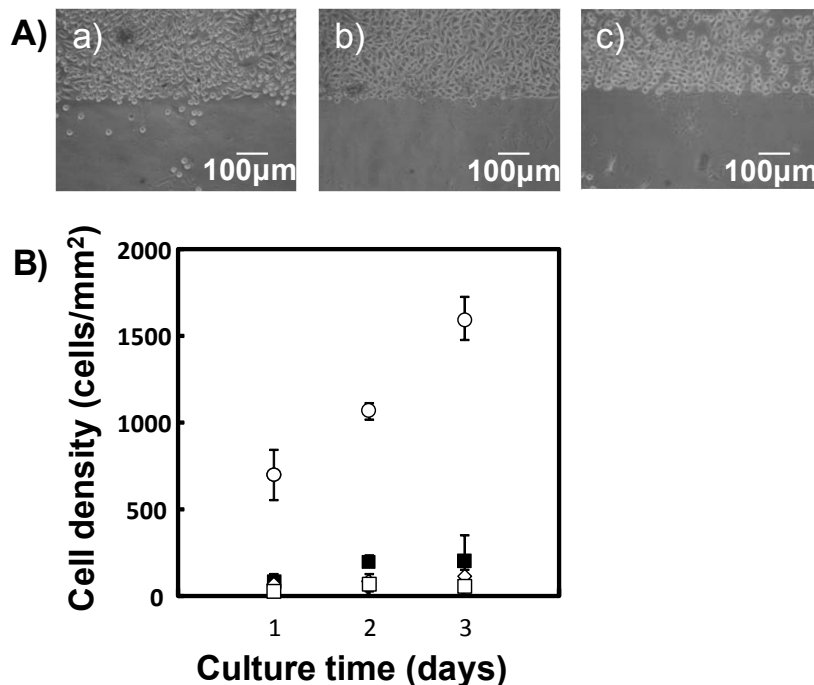 A)
a) b) c)
100µm 100µm 100µm
B)
Cell density (cells/mm²)
2000
1500
1000
500
0
1 2 3
Culture time (days)